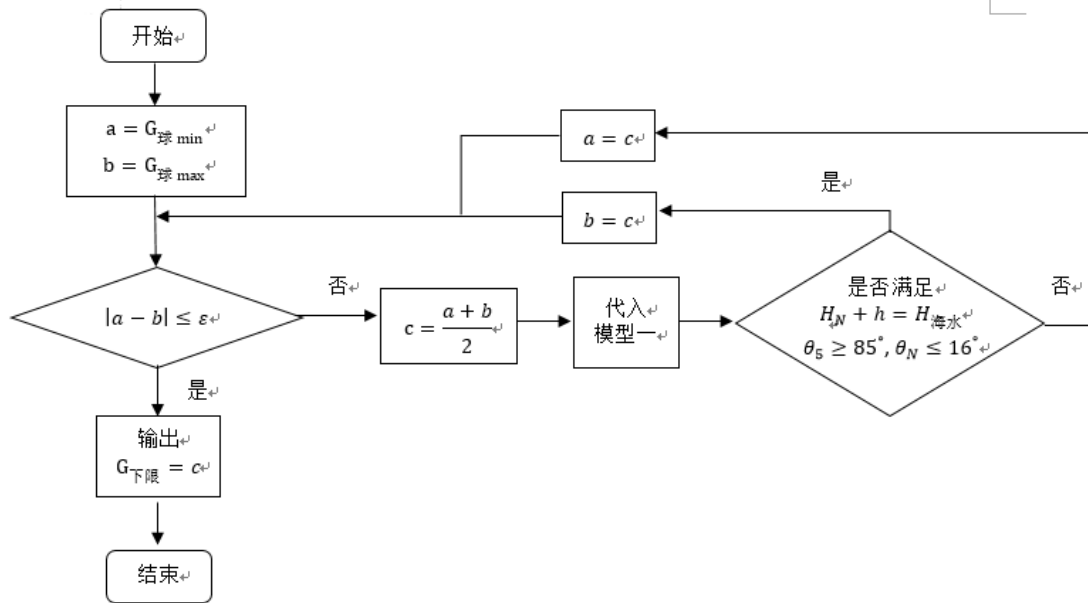 开始
a = G球 min
b = G球 max
a = c
是
b = c
|a − b| ≤ ε
否
c = (a + b)/2
代入
模型一
是否满足
H_N + h = H海水
θ₅ ≥ 85°, θ_N ≤ 16°
否
是
输出
G下限 = c
结束